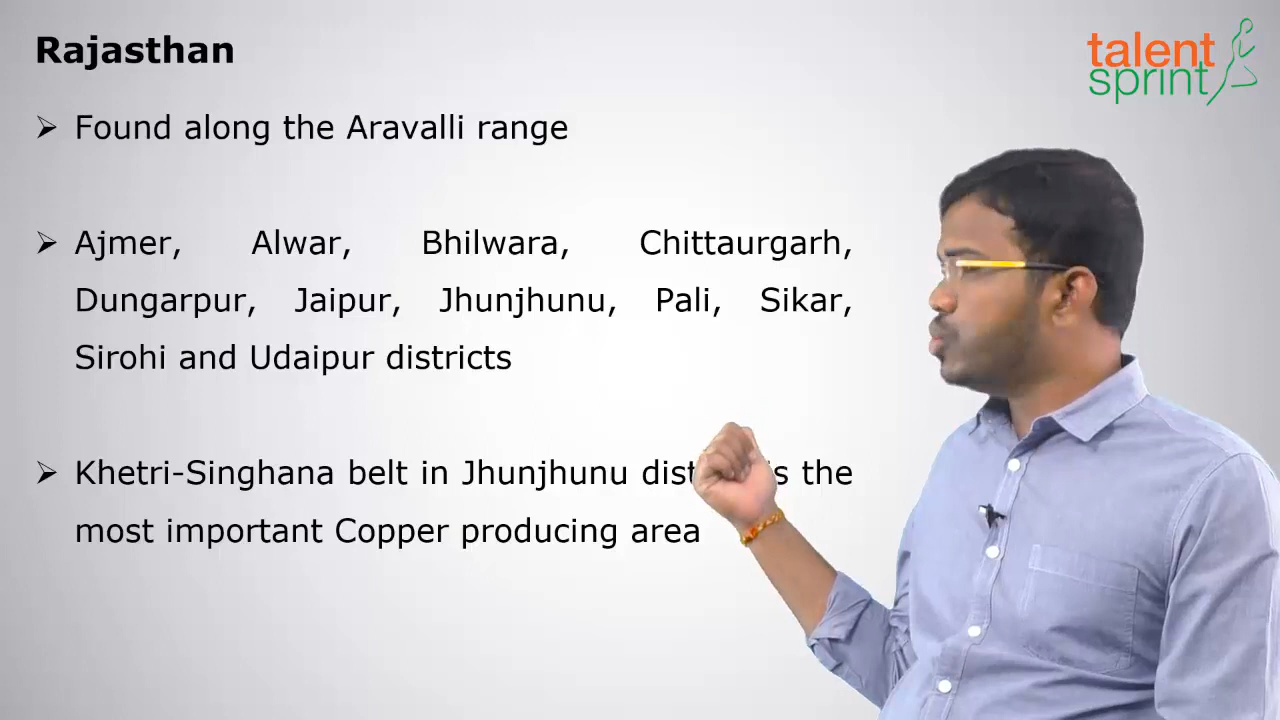 Rajasthan
talent
sprint
➢ Found along the Aravalli range
➢ Ajmer, Alwar, Bhilwara, Chittaurgarh,
Dungarpur, Jaipur, Jhunjhunu, Pali, Sikar,
Sirohi and Udaipur districts
➢ Khetri-Singhana belt in Jhunjhunu the
most important Copper producing area